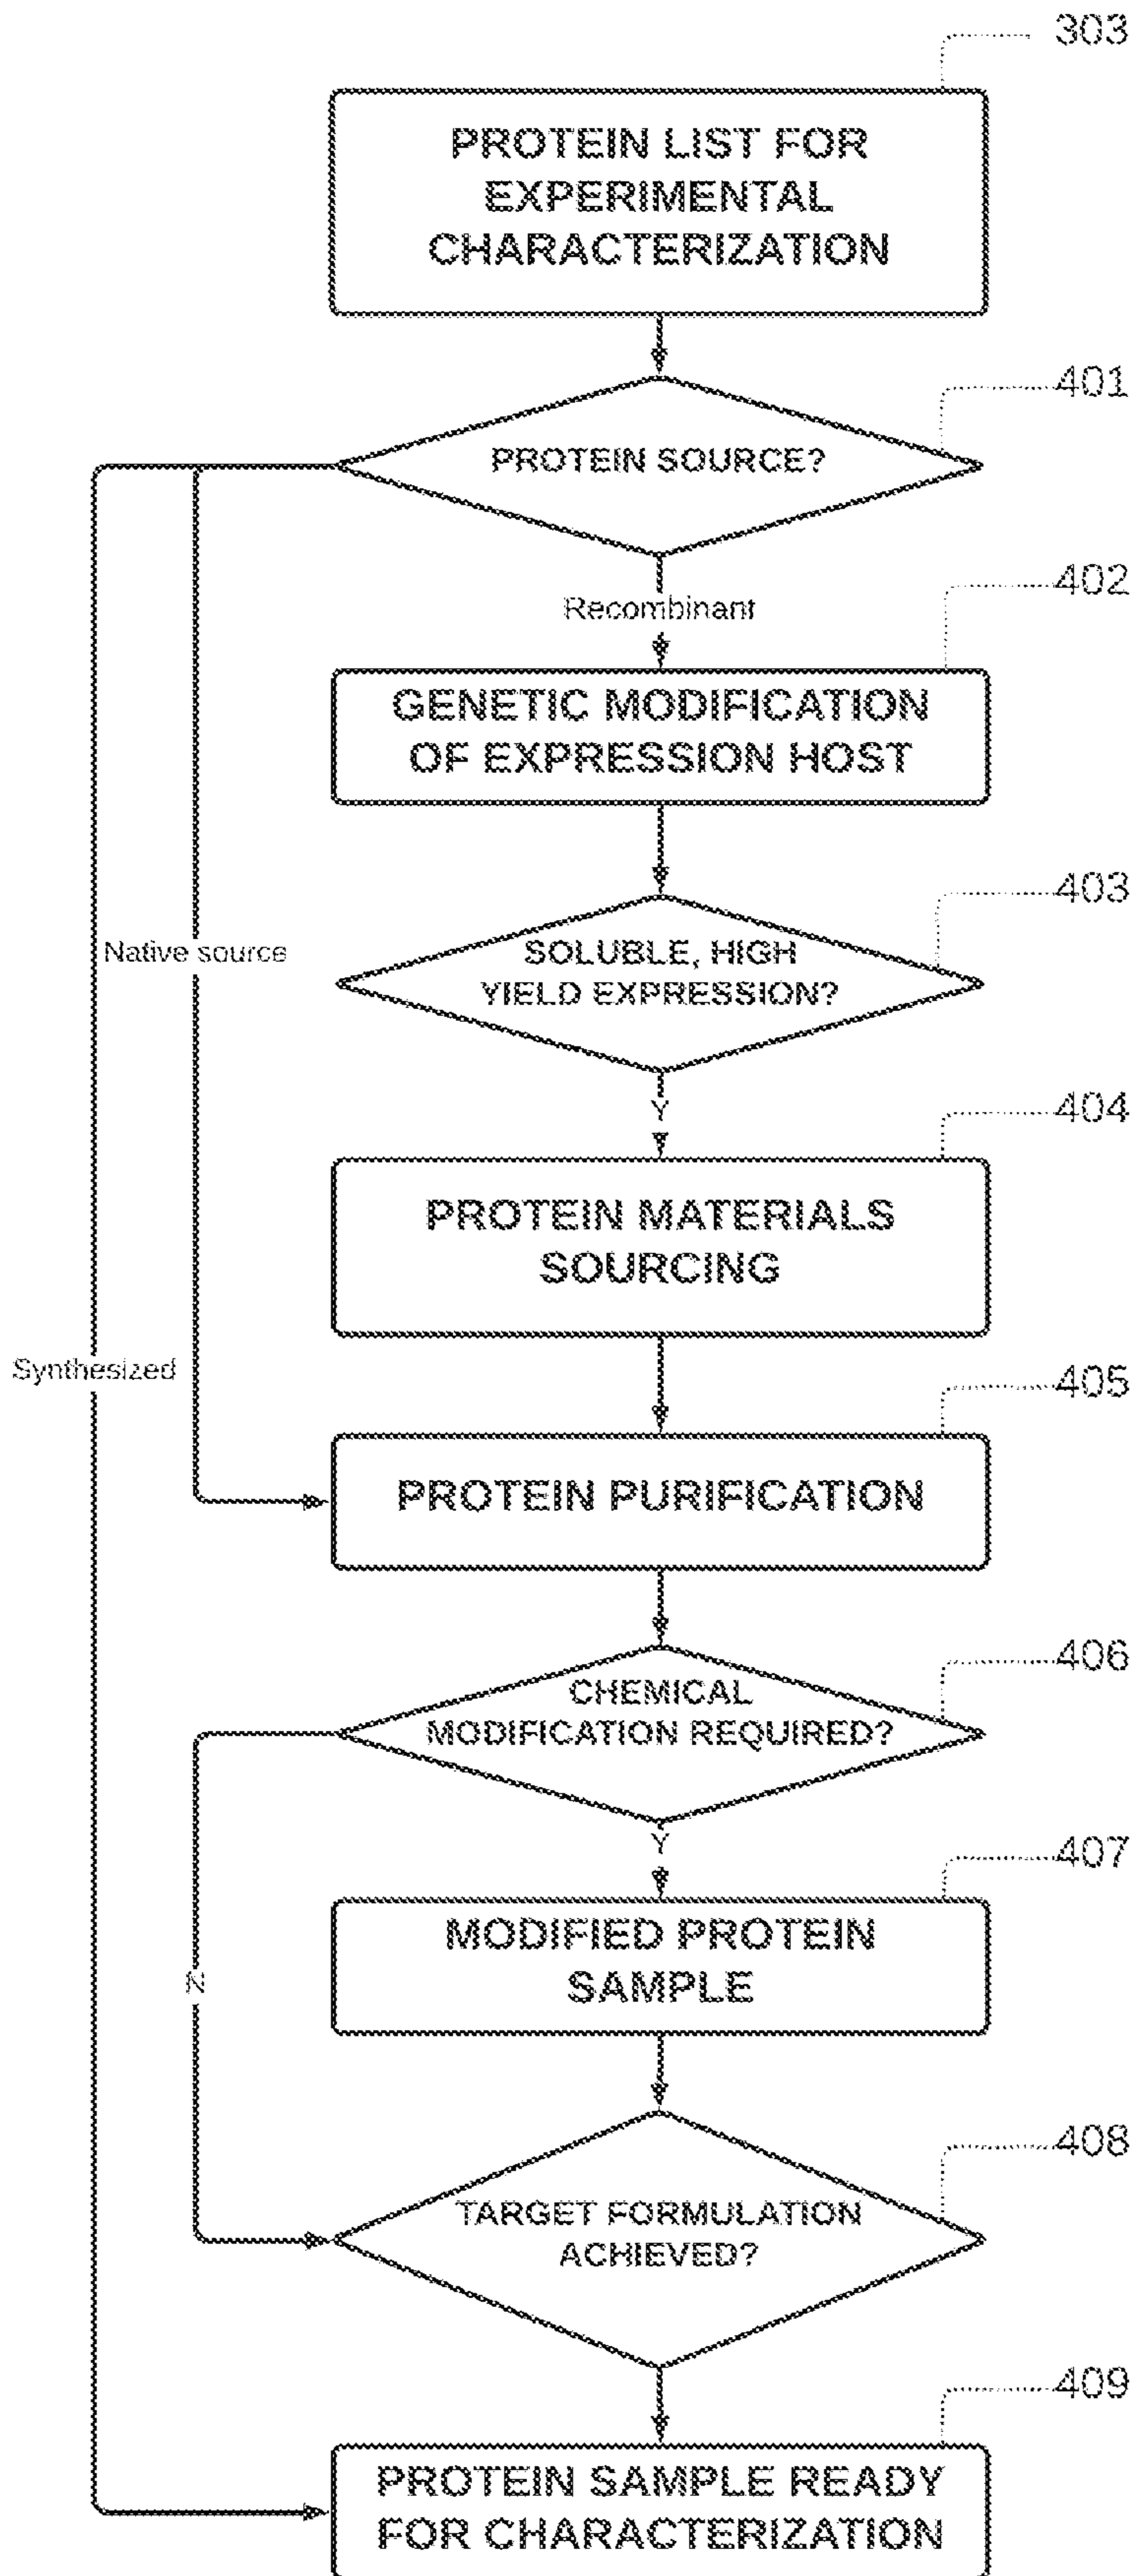 303
PROTEIN LIST FOR
EXPERIMENTAL
CHARACTERIZATION
401
PROTEIN SOURCE?
402
Recombinant
GENETIC MODIFICATION
OF EXPRESSION HOST
403
Native source
SOLUBLE, HIGH
YIELD EXPRESSION?
Y
404
PROTEIN MATERIALS
SOURCING
Synthesized
405
PROTEIN PURIFICATION
406
CHEMICAL
MODIFICATION REQUIRED?
Y
407
MODIFIED PROTEIN
SAMPLE
N
408
TARGET FORMULATION
ACHIEVED?
409
PROTEIN SAMPLE READY
FOR CHARACTERIZATION